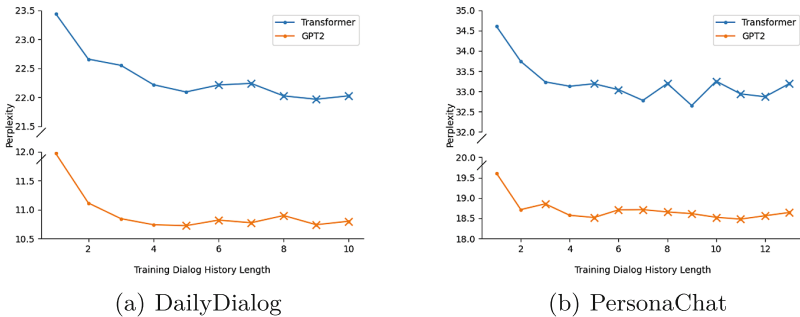 23.5
23.0
22.5
22.0
21.5
12.0
11.5
11.0
10.5
Perplexity
Transformer
GPT2
2 4 6 8 10
Training Dialog History Length
(a) DailyDialog
35.0
34.5
34.0
33.5
33.0
32.5
32.0
20.0
19.5
19.0
18.5
18.0
Perplexity
Transformer
GPT2
2 4 6 8 10 12
Training Dialog History Length
(b) PersonaChat